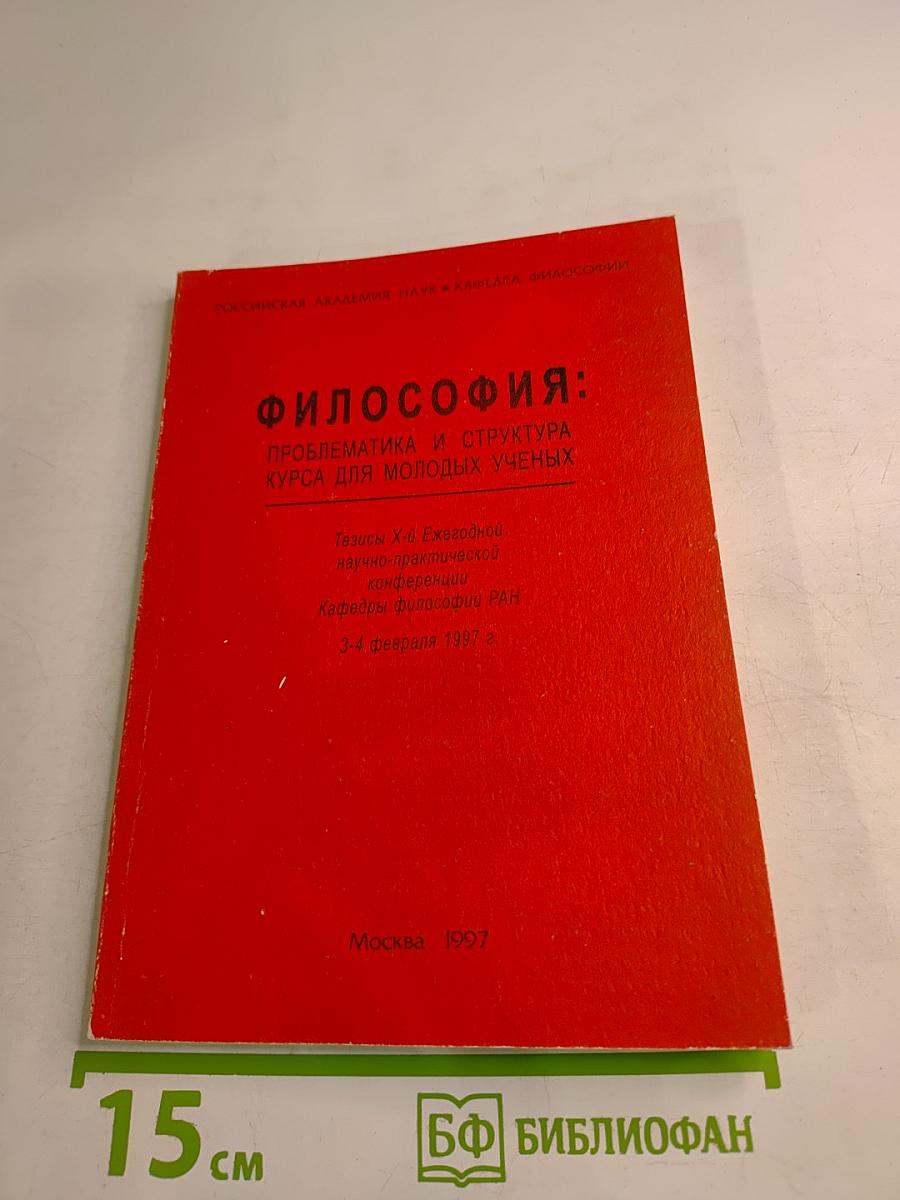 РОССИЙСКАЯ АКАДЕМИЯ НАУК • КАФЕДРА ФИЛОСОФИИ
ФИЛОСОФИЯ:
ПРОБЛЕМАТИКА И СТРУКТУРА
КУРСА ДЛЯ МОЛОДЫХ УЧЕНЫХ
Тезисы X-й Ежегодной
научно-практической
конференции
Кафедры философии РАН
3-4 февраля 1997 г.
Москва 1997
15 см
БФ БИБЛИОФАН